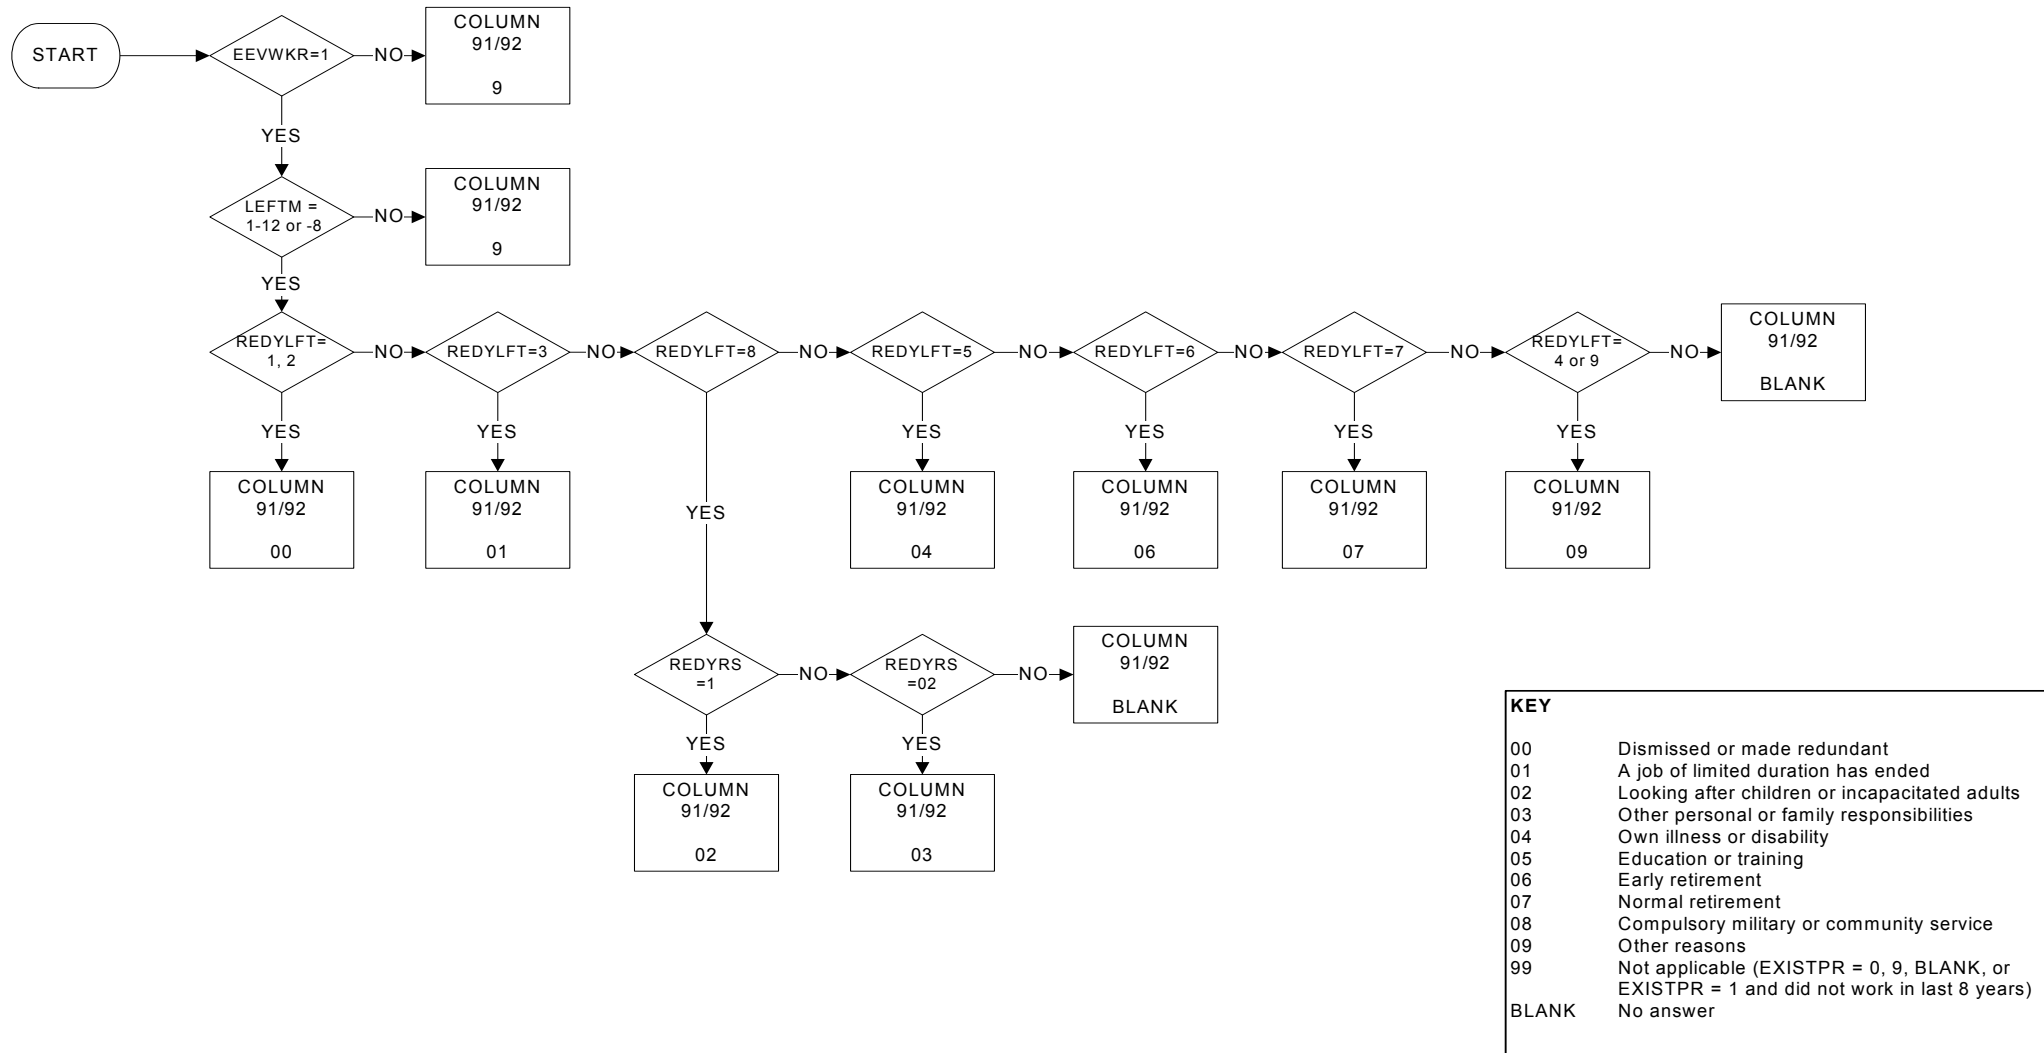 START
EEVWKR=1
NO
COLUMN
91/92
9
YES
LEFTM =
1-12 or -8
NO
COLUMN
91/92
9
YES
REDYLFT=
1, 2
NO
REDYLFT=3
NO
REDYLFT=8
NO
REDYLFT=5
NO
REDYLFT=6
NO
REDYLFT=7
NO
REDYLFT=
4 or 9
NO
COLUMN
91/92
BLANK
YES
YES
YES
YES
YES
YES
YES
COLUMN
91/92
00
COLUMN
91/92
01
COLUMN
91/92
04
COLUMN
91/92
06
COLUMN
91/92
07
COLUMN
91/92
09
REDYRS
=1
NO
REDYRS
=02
NO
COLUMN
91/92
BLANK
YES
YES
COLUMN
91/92
02
COLUMN
91/92
03
KEY
00 Dismissed or made redundant
01 A job of limited duration has ended
02 Looking after children or incapacitated adults
03 Other personal or family responsibilities
04 Own illness or disability
05 Education or training
06 Early retirement
07 Normal retirement
08 Compulsory military or community service
09 Other reasons
99 Not applicable (EXISTPR = 0, 9, BLANK, or
EXISTPR = 1 and did not work in last 8 years)
BLANK No answer